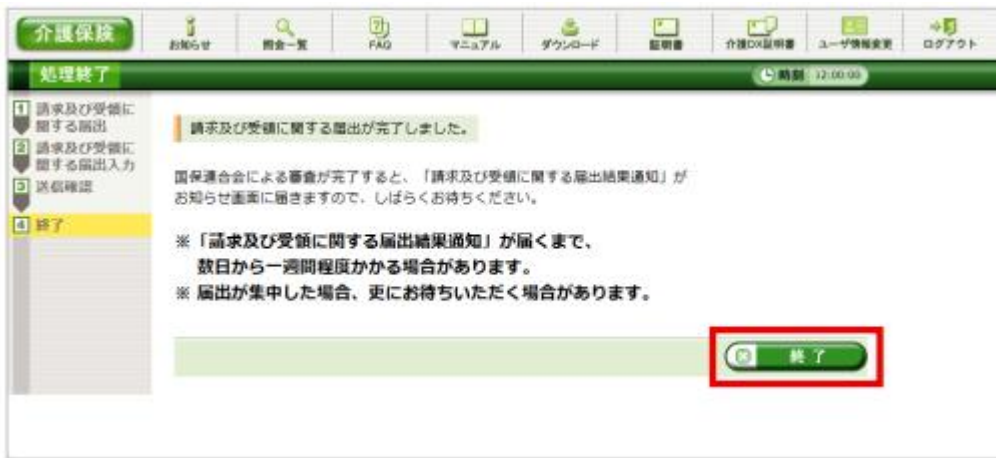 介護保険
お知らせ
照会一覧
FAQ
マニュアル
ダウンロード
証明書
介護DX証明書
ユーザ情報変更
ログアウト
処理終了
時刻 12:00:00
1 請求及び受領に
関する届出
2 請求及び受領に
関する届出入力
3 送信確認
4 終了
請求及び受領に関する届出が完了しました。
国保連合会による審査が完了すると、「請求及び受領に関する届出結果通知」が
お知らせ画面に届きますので、しばらくお待ちください。
※「請求及び受領に関する届出結果通知」が届くまで、
数日から一週間程度かかる場合があります。
※ 届出が集中した場合、更にお待ちいただく場合があります。
終了